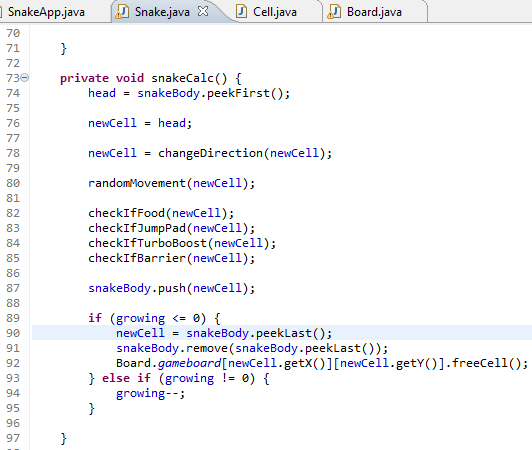 SnakeApp.java Snake.java Cell.java Board.java
70
71 }
72
73 private void snakeCalc() {
74 head = snakeBody.peekFirst();
75
76 newCell = head;
77
78 newCell = changeDirection(newCell);
79
80 randomMovement(newCell);
81
82 checkIfFood(newCell);
83 checkIfJumpPad(newCell);
84 checkIfTurboBoost(newCell);
85 checkIfBarrier(newCell);
86
87 snakeBody.push(newCell);
88
89 if (growing <= 0) {
90 newCell = snakeBody.peekLast();
91 snakeBody.remove(snakeBody.peekLast());
92 Board.gameboard[newCell.getX()][newCell.getY()].freeCell();
93 } else if (growing != 0) {
94 growing--;
95 }
96
97 }